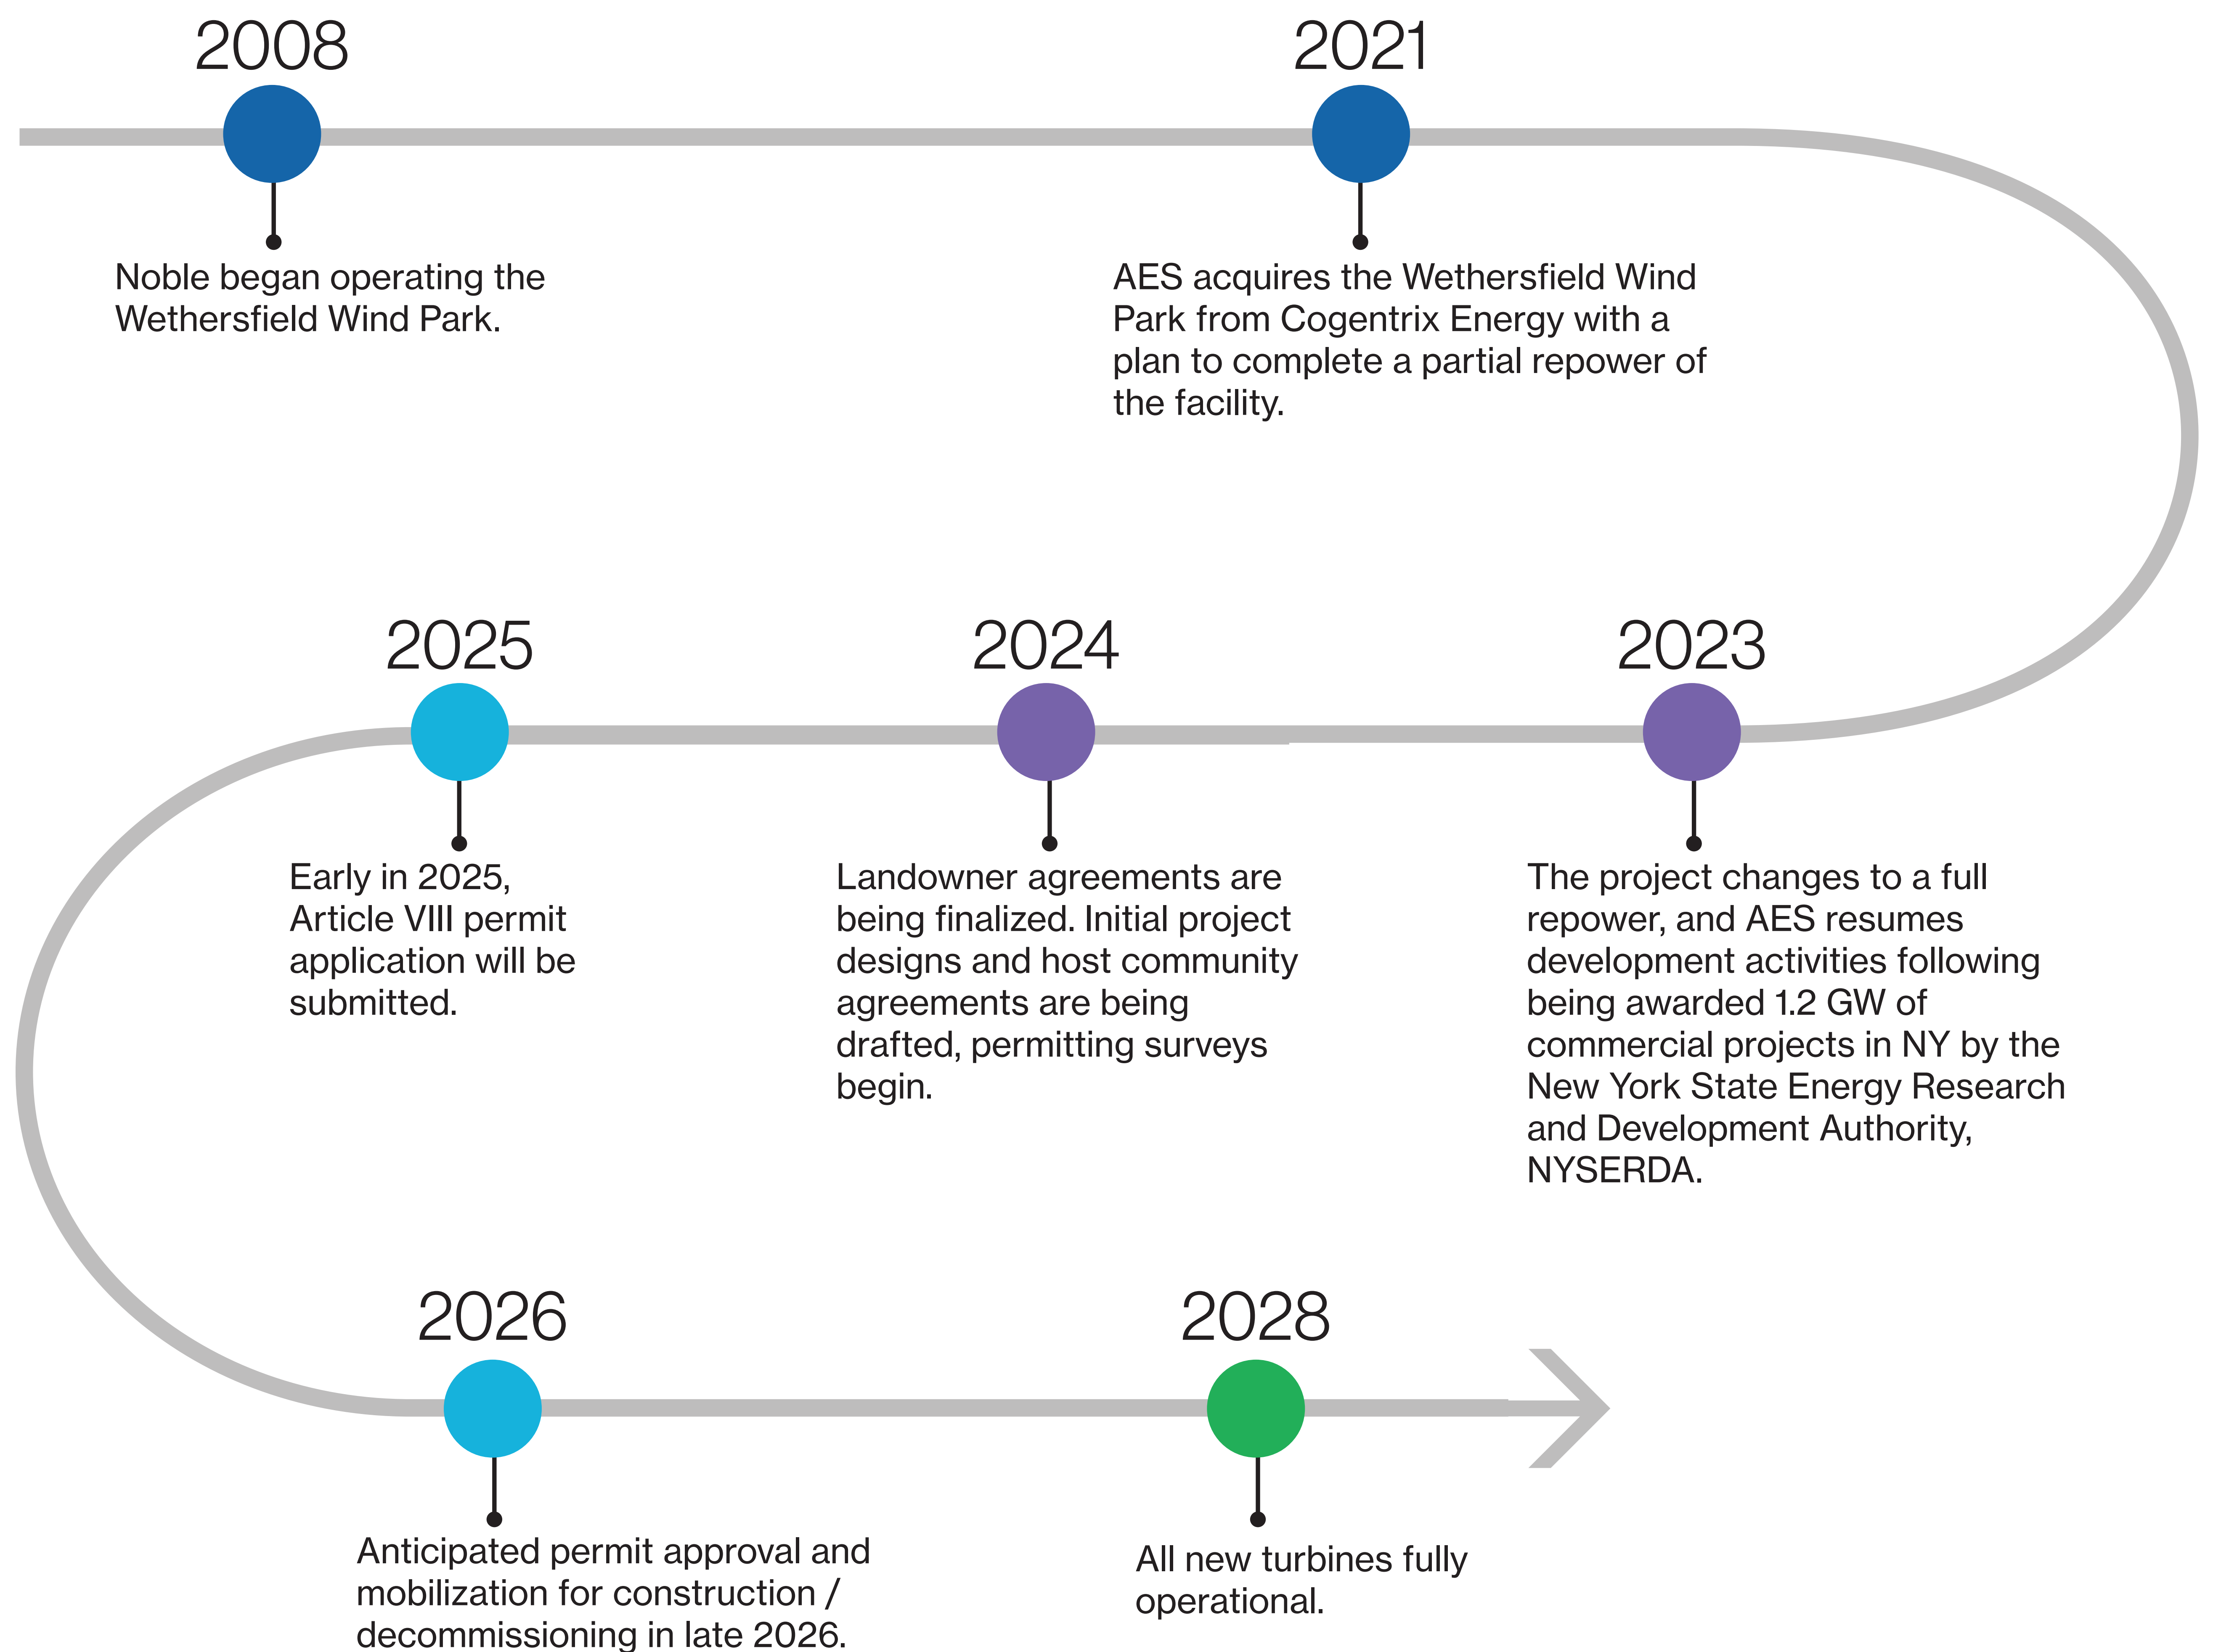 2008
Noble began operating the
Wethersfield Wind Park.
2021
AES acquires the Wethersfield Wind
Park from Cogentrix Energy with a
plan to complete a partial repower of
the facility.
2023
The project changes to a full
repower, and AES resumes
development activities following
being awarded 1.2 GW of
commercial projects in NY by the
New York State Energy Research
and Development Authority,
NYSERDA.
2024
Landowner agreements are
being finalized. Initial project
designs and host community
agreements are being
drafted, permitting surveys
begin.
2025
Early in 2025,
Article VIII permit
application will be
submitted.
2026
Anticipated permit approval and
mobilization for construction /
decommissioning in late 2026.
2028
All new turbines fully
operational.